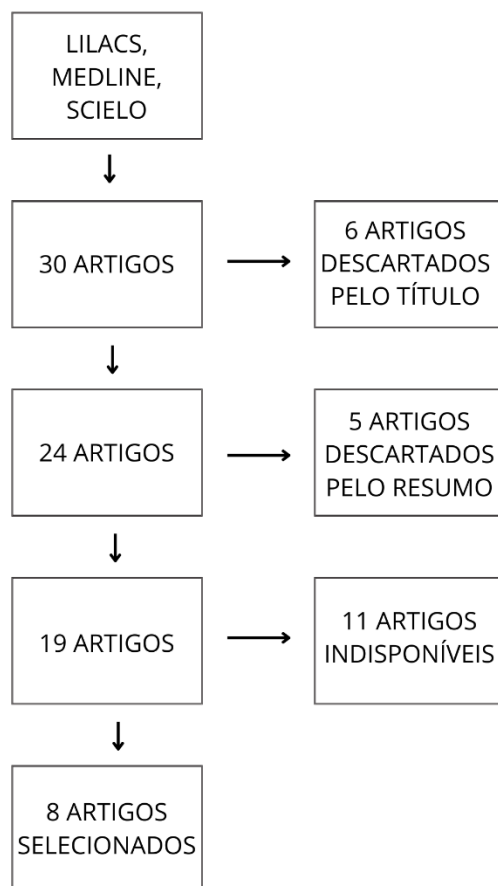 LILACS,
MEDLINE,
SCIELO
30 ARTIGOS
6 ARTIGOS
DESCARTADOS
PELO TÍTULO
24 ARTIGOS
5 ARTIGOS
DESCARTADOS
PELO RESUMO
19 ARTIGOS
11 ARTIGOS
INDISPONÍVEIS
8 ARTIGOS
SELECIONADOS